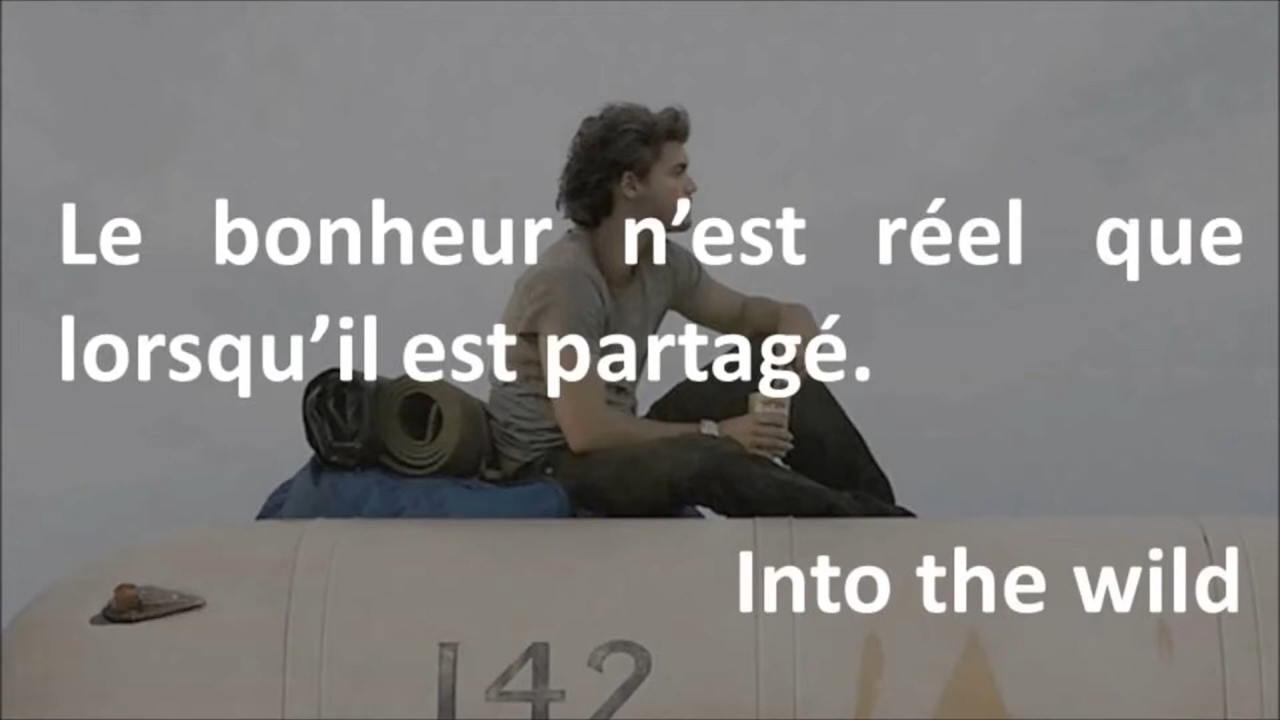 Le bonheur n’est réel que
lorsqu’il est partagé.
Into the wild
142